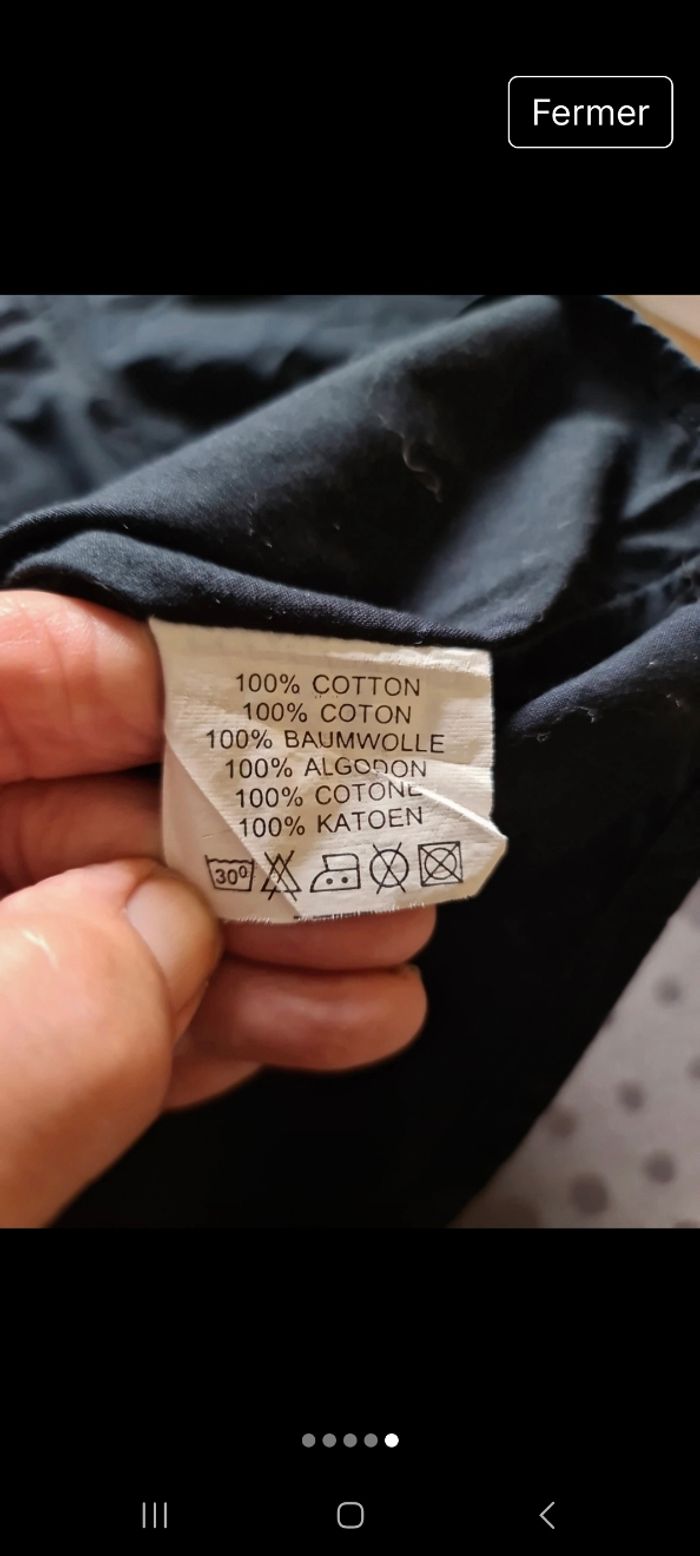 Fermer
100% COTTON
100% COTON
100% BAUMWOLLE
100% ALGODON
100% COTONE
100% KATOEN
30°